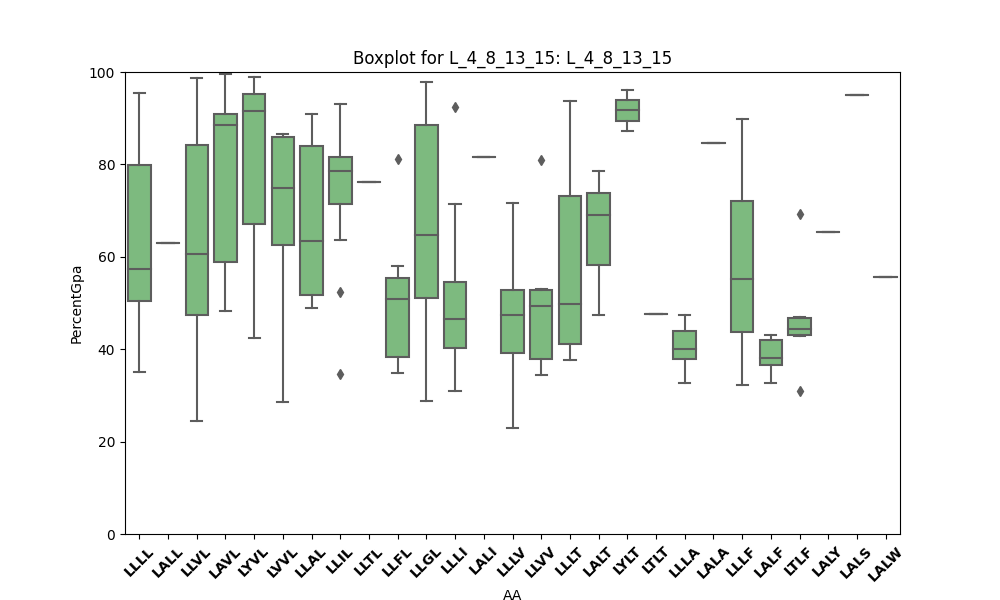 Boxplot for L_4_8_13_15: L_4_8_13_15
100
80
60
40
20
0
PercentGpa
LLLL LALL LLVL LAVL LYVL LVVL LLAL LLIL LLTL LLFL LLGL LLLI LALI LLLV LLVV LLLT LALT LYLT LTLT LLLA LALA LLLF LALF LTLF LALY LALS LALW
AA